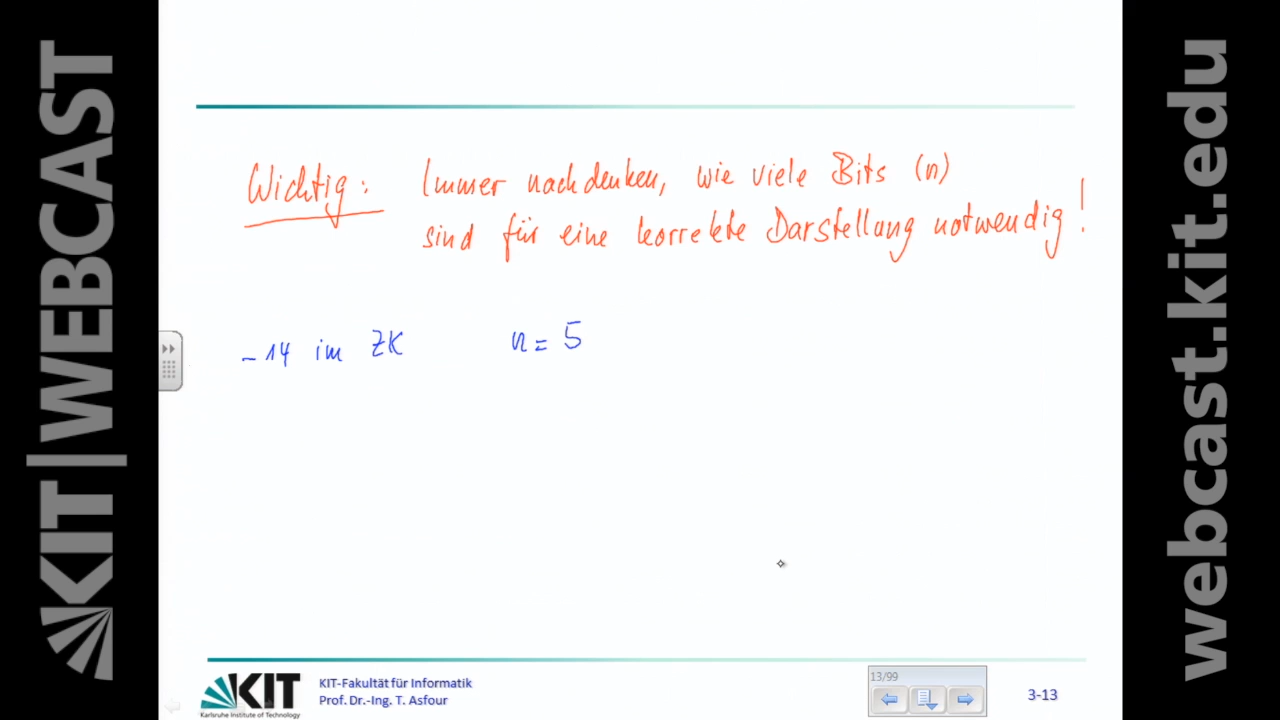 KIT|WEBCAST
Wichtig: Immer nachdenken, wie viele Bits (n)
sind für eine korrekte Darstellung notwendig!
-14 im ZK n = 5
KIT
Karlsruhe Institute of Technology
KIT-Fakultät für Informatik
Prof. Dr.-Ing. T. Asfour
13/99
3-13
webcast.kit.edu